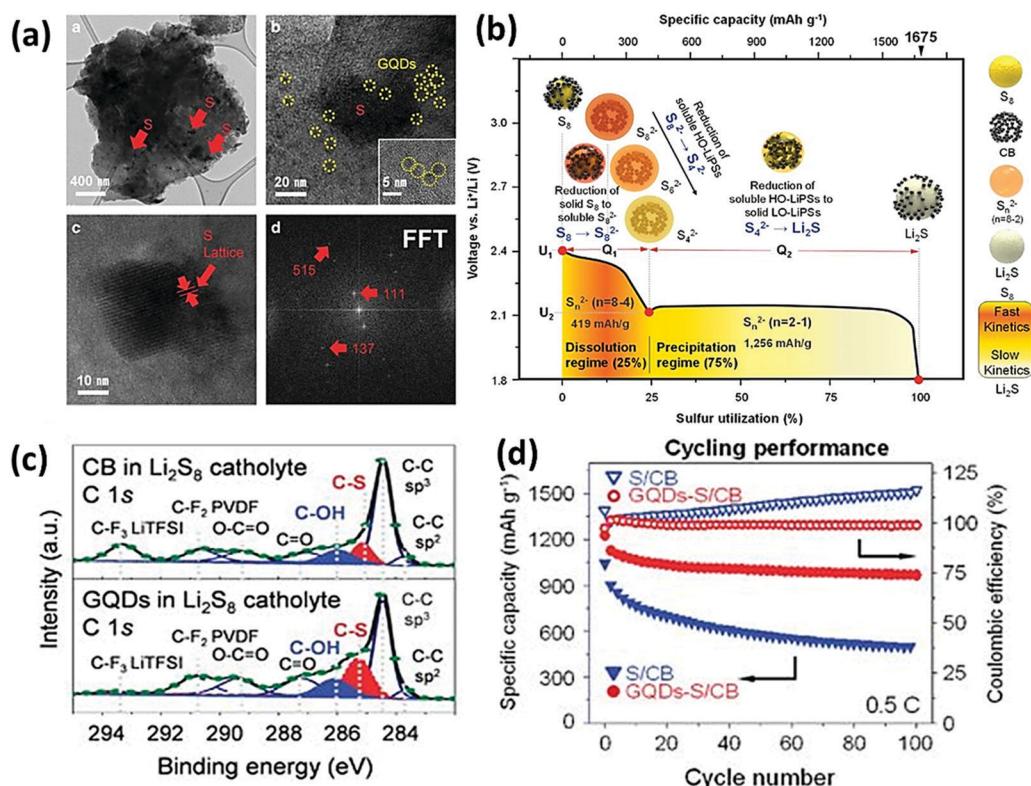 (a)
a
S
S
S
400 nm
b
GQDs
S
20 nm
5 nm
c
S
Lattice
10 nm
d
FFT
515
111
137
(b)
Specific capacity (mAh g⁻¹)
0 300 600 900 1200 1500 1675
Voltage vs. Li⁺/Li (V)
3.0
2.7
2.4
2.1
1.8
S₈
S₈²⁻
S₈²⁻
S₄²⁻
Reduction of
solid S₈ to
soluble S₈²⁻
S₈ → S₈²⁻
Reduction of
soluble HO-LiPSs
S₈²⁻ → S₄²⁻
Reduction of
soluble HO-LiPSs to
solid LO-LiPSs
S₄²⁻ → Li₂S
Li₂S
U₁
Q₁
Q₂
U₂
Sₙ²⁻ (n=8-4)
419 mAh/g
Sₙ²⁻ (n=2-1)
1,256 mAh/g
Dissolution
regime (25%)
Precipitation
regime (75%)
0 25 50 75 100
Sulfur utilization (%)
S₈
CB
Sₙ²⁻
(n=8-2)
Li₂S
S₈
Fast
Kinetics
Slow
Kinetics
Li₂S
(c)
Intensity (a.u.)
CB in Li₂S₈ catholyte
C 1s
C-F₂ PVDF
C-F₃ LiTFSI
O-C=O
C=O
C-OH
C-S
C-C
sp³
C-C
sp²
GQDs in Li₂S₈ catholyte
C 1s
C-F₂ PVDF
C-F₃ LiTFSI
O-C=O
C=O
C-OH
C-S
C-C
sp³
C-C
sp²
294 292 290 288 286 284
Binding energy (eV)
(d)
Cycling performance
Specific capacity (mAh g⁻¹)
1500
1200
900
600
300
0
S/CB
GQDs-S/CB
S/CB
GQDs-S/CB
0.5 C
125
100
75
50
25
0
Coulombic efficiency (%)
0 20 40 60 80 100
Cycle number